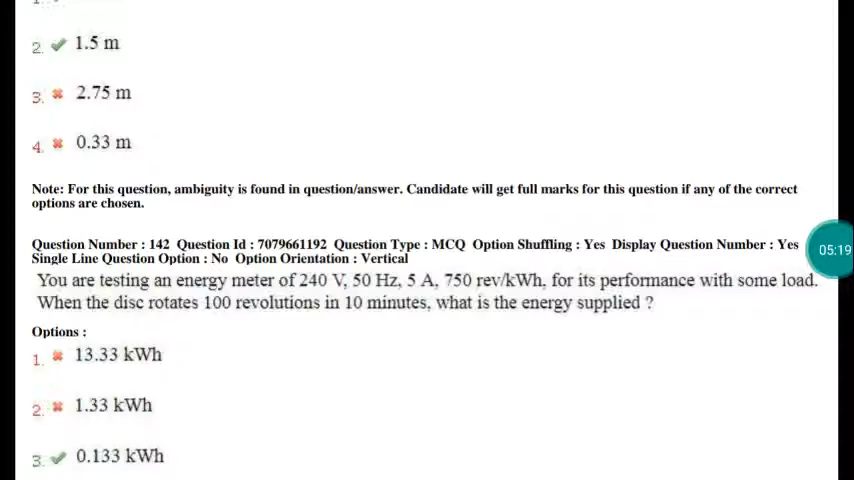 2. 1.5 m
3. 2.75 m
4. 0.33 m
Note: For this question, ambiguity is found in question/answer. Candidate will get full marks for this question if any of the correct
options are chosen.
Question Number : 142 Question Id : 7079661192 Question Type : MCQ Option Shuffling : Yes Display Question Number : Yes
Single Line Question Option : No Option Orientation : Vertical
05:19
You are testing an energy meter of 240 V, 50 Hz, 5 A, 750 rev/kWh, for its performance with some load.
When the disc rotates 100 revolutions in 10 minutes, what is the energy supplied ?
Options :
1. 13.33 kWh
2. 1.33 kWh
3. 0.133 kWh